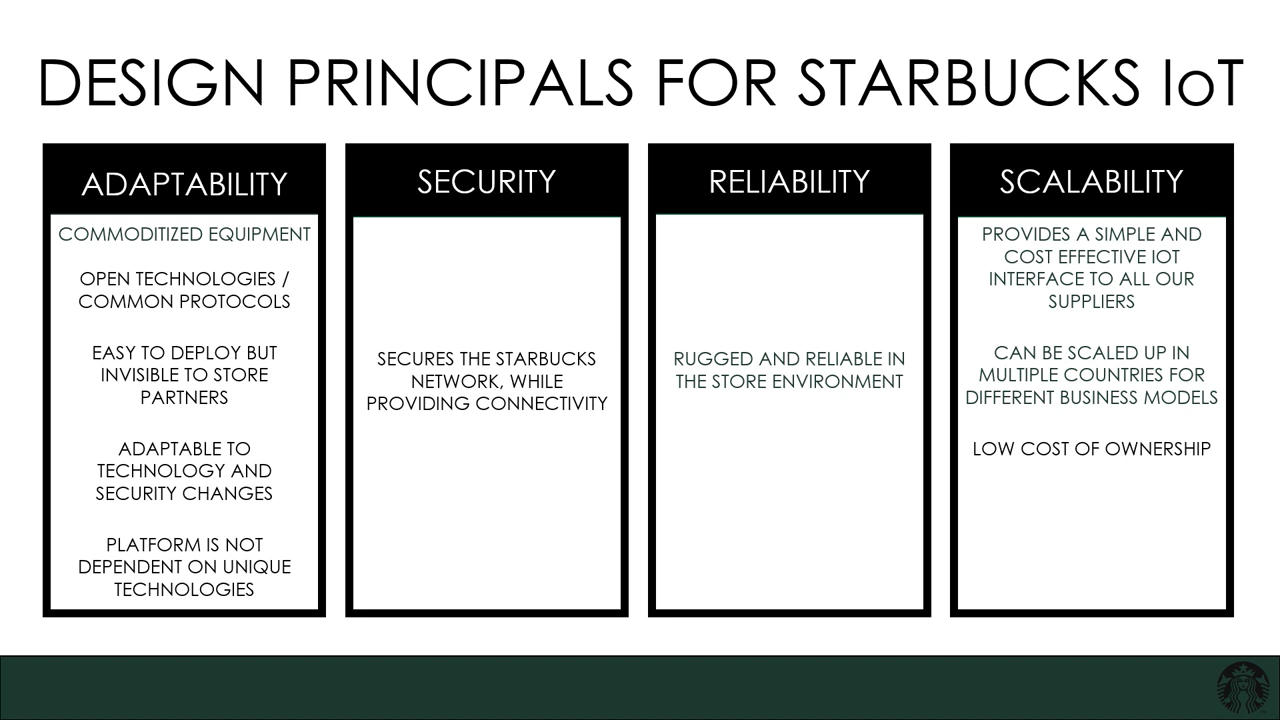 DESIGN PRINCIPALS FOR STARBUCKS IoT
ADAPTABILITY
COMMODITIZED EQUIPMENT
OPEN TECHNOLOGIES /
COMMON PROTOCOLS
EASY TO DEPLOY BUT
INVISIBLE TO STORE
PARTNERS
ADAPTABLE TO
TECHNOLOGY AND
SECURITY CHANGES
PLATFORM IS NOT
DEPENDENT ON UNIQUE
TECHNOLOGIES
SECURITY
SECURES THE STARBUCKS
NETWORK, WHILE
PROVIDING CONNECTIVITY
RELIABILITY
RUGGED AND RELIABLE IN
THE STORE ENVIRONMENT
SCALABILITY
PROVIDES A SIMPLE AND
COST EFFECTIVE IOT
INTERFACE TO ALL OUR
SUPPLIERS
CAN BE SCALED UP IN
MULTIPLE COUNTRIES FOR
DIFFERENT BUSINESS MODELS
LOW COST OF OWNERSHIP